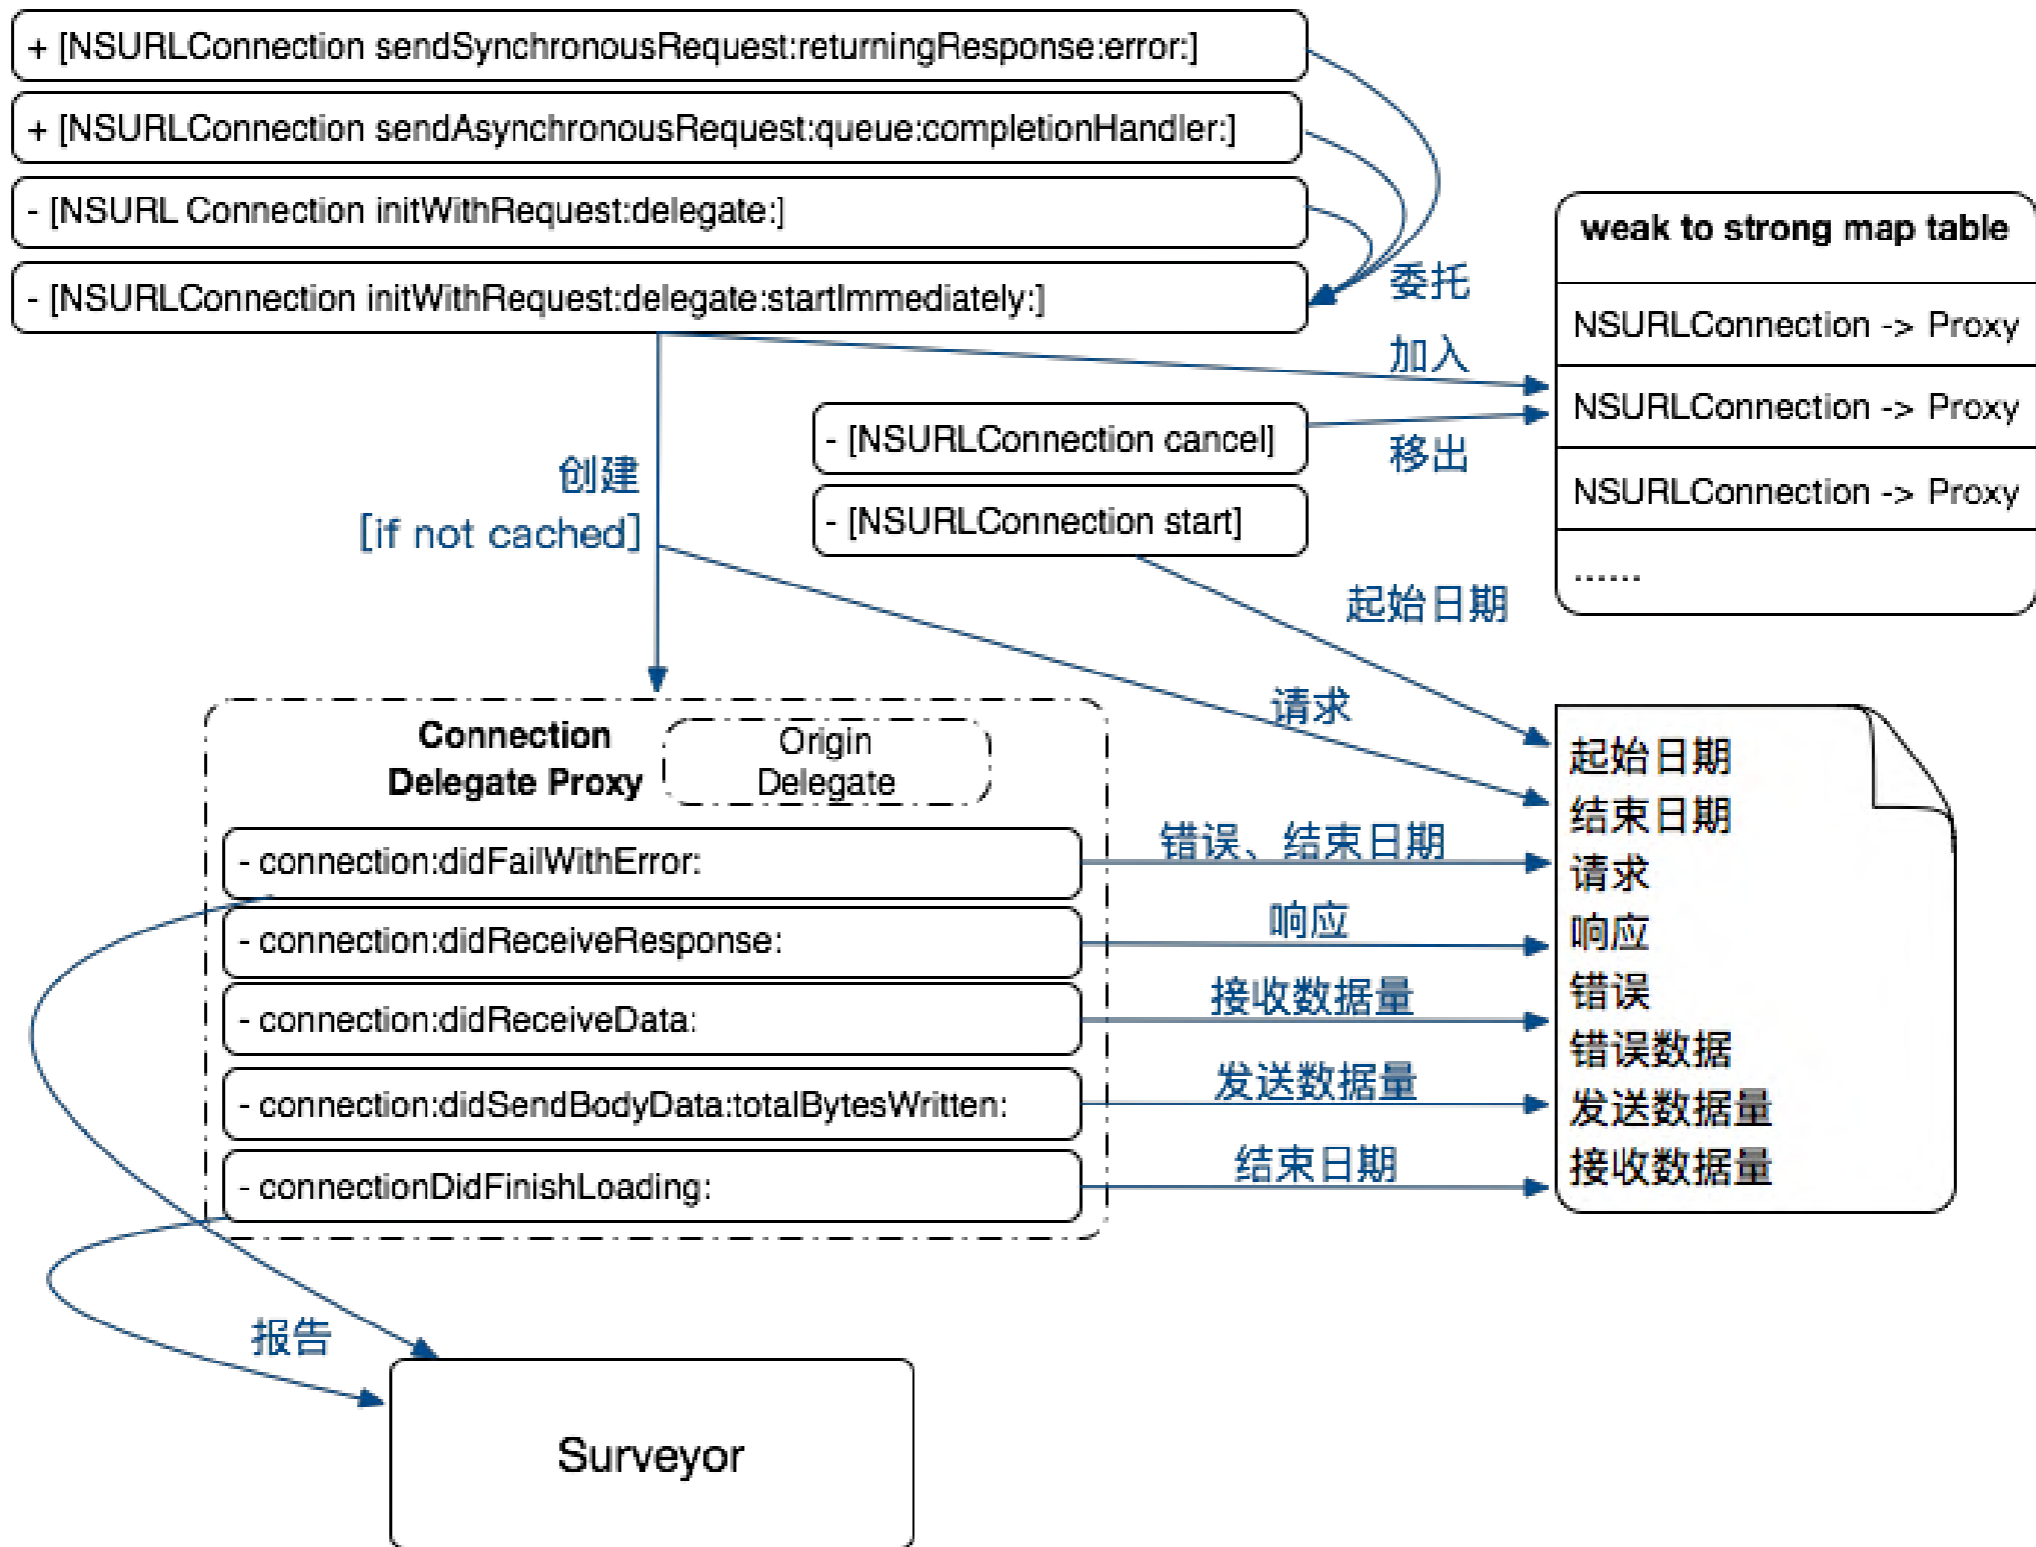 + [NSURLConnection sendSynchronousRequest:returningResponse:error:]
+ [NSURLConnection sendAsynchronousRequest:queue:completionHandler:]
- [NSURL Connection initWithRequest:delegate:]
- [NSURLConnection initWithRequest:delegate:startImmediately:]
委托
加入
weak to strong map table
NSURLConnection -> Proxy
NSURLConnection -> Proxy
NSURLConnection -> Proxy
......
- [NSURLConnection cancel]
移出
- [NSURLConnection start]
创建
[if not cached]
起始日期
请求
Connection
Delegate Proxy
Origin
Delegate
- connection:didFailWithError:
- connection:didReceiveResponse:
- connection:didReceiveData:
- connection:didSendBodyData:totalBytesWritten:
- connectionDidFinishLoading:
错误、结束日期
响应
接收数据量
发送数据量
结束日期
起始日期
结束日期
请求
响应
错误
错误数据
发送数据量
接收数据量
报告
Surveyor